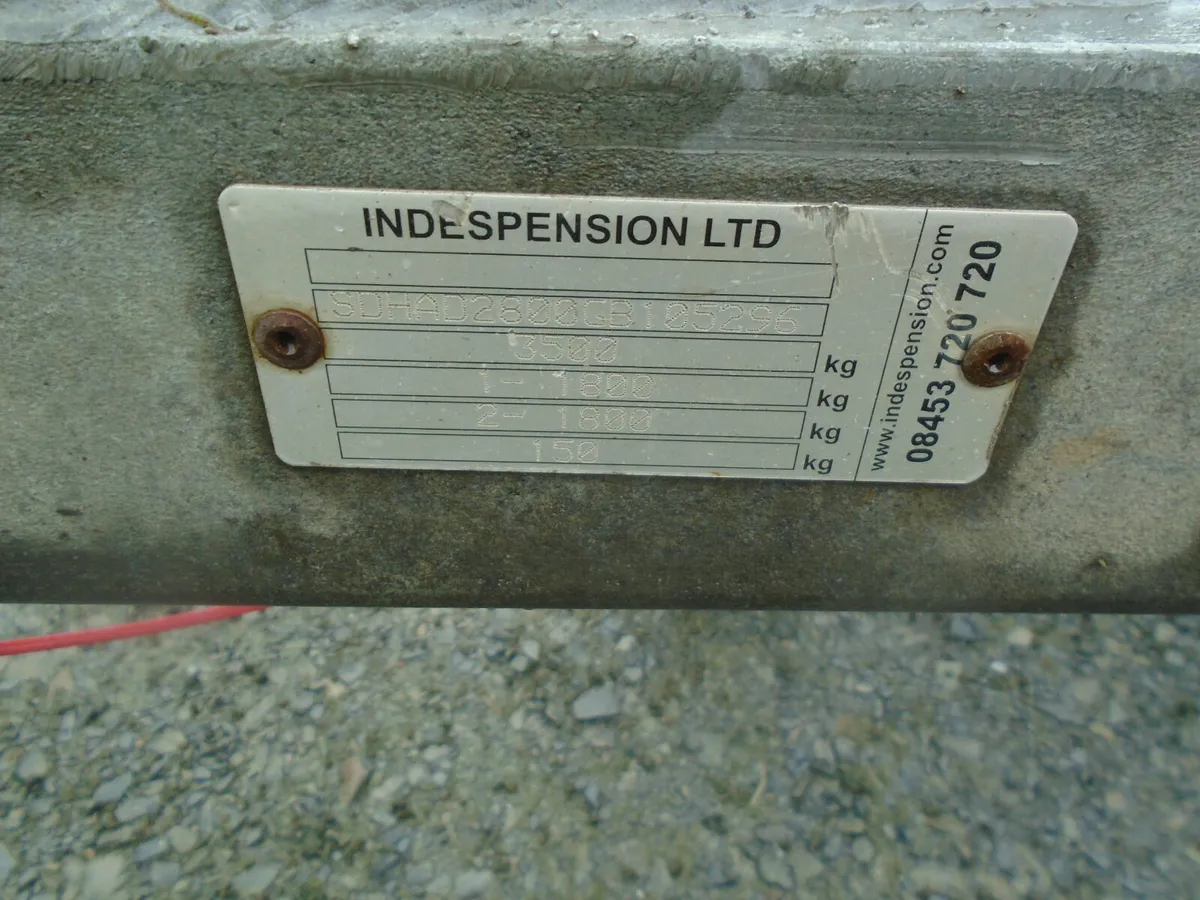 INDESPENSION LTD
SDHAD2800GB105296
3500 kg
1- 1800 kg
2- 1800 kg
150 kg
www.indespension.com
08453 720 720